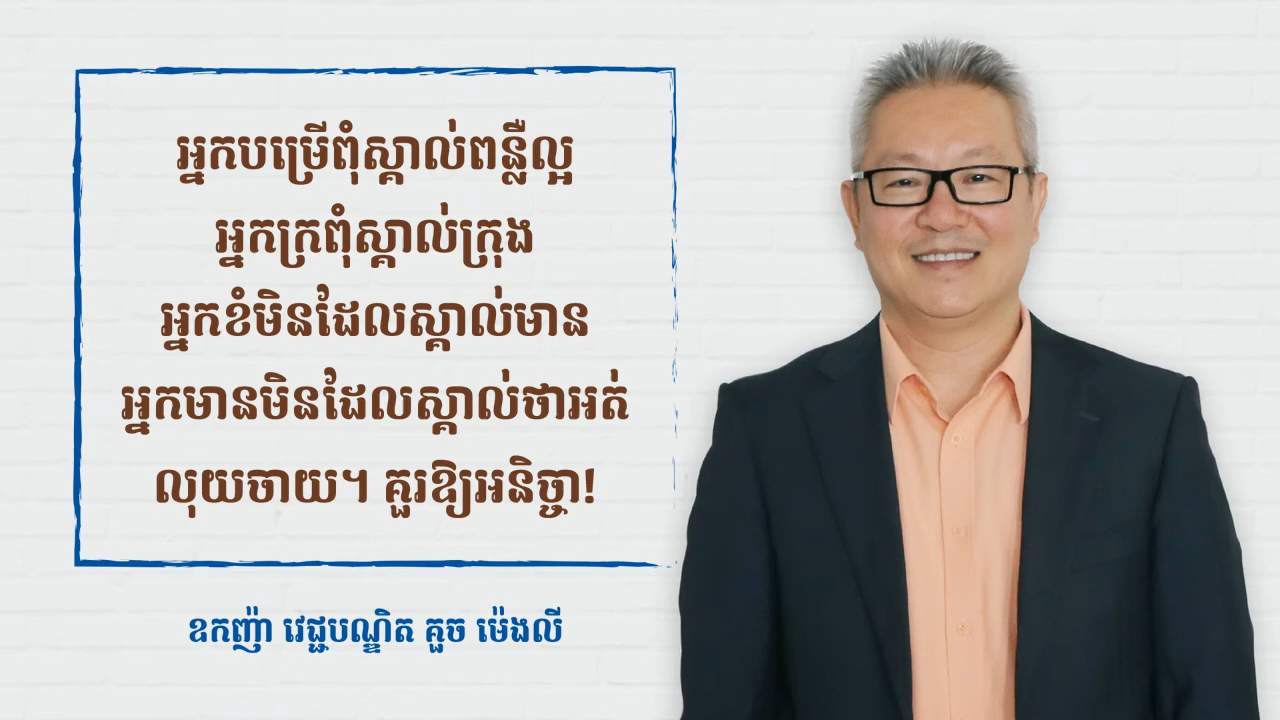 អ្នកបម្រើពុំស្គាល់ពន្លឺល្អ
អ្នកក្រពុំស្គាល់ក្រុង
អ្នកខំមិនដែលស្គាល់មាន
អ្នកមានមិនដែលស្គាល់ថាអត់
លុយចាយ។ គួរឱ្យអនិច្ចា!
ឧកញ៉ា វេជ្ជបណ្ឌិត គួច ម៉េងលី